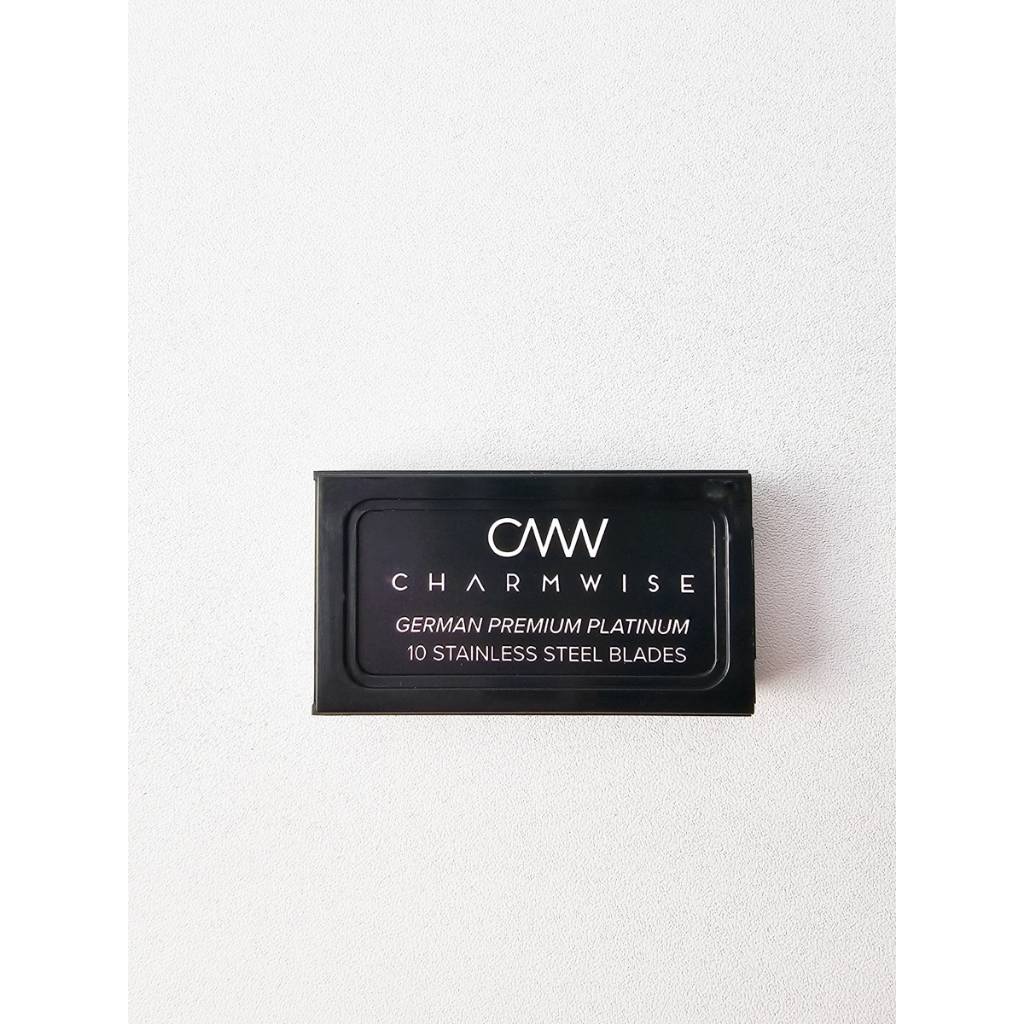 CMW
CHARMWISE
GERMAN PREMIUM PLATINUM
10 STAINLESS STEEL BLADES